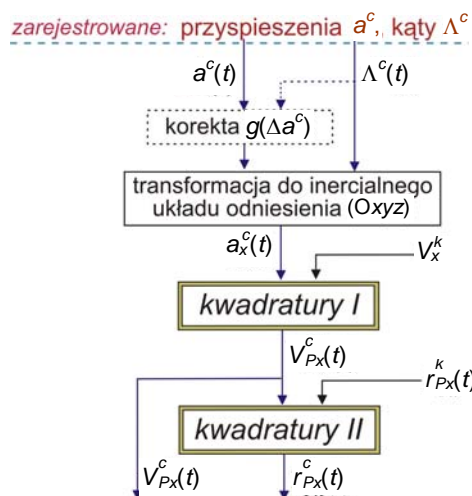 zarejestrowane: przyspieszenia a^c, kąty Λ^c
a^c(t)
Λ^c(t)
korekta g(Δa^c)
transformacja do inercjalnego
układu odniesienia (Oxyz)
a_x^c(t)
V_x^k
kwadratury I
V_Px^c(t)
r_Px^k(t)
kwadratury II
V_Px^c(t)
r_Px^c(t)